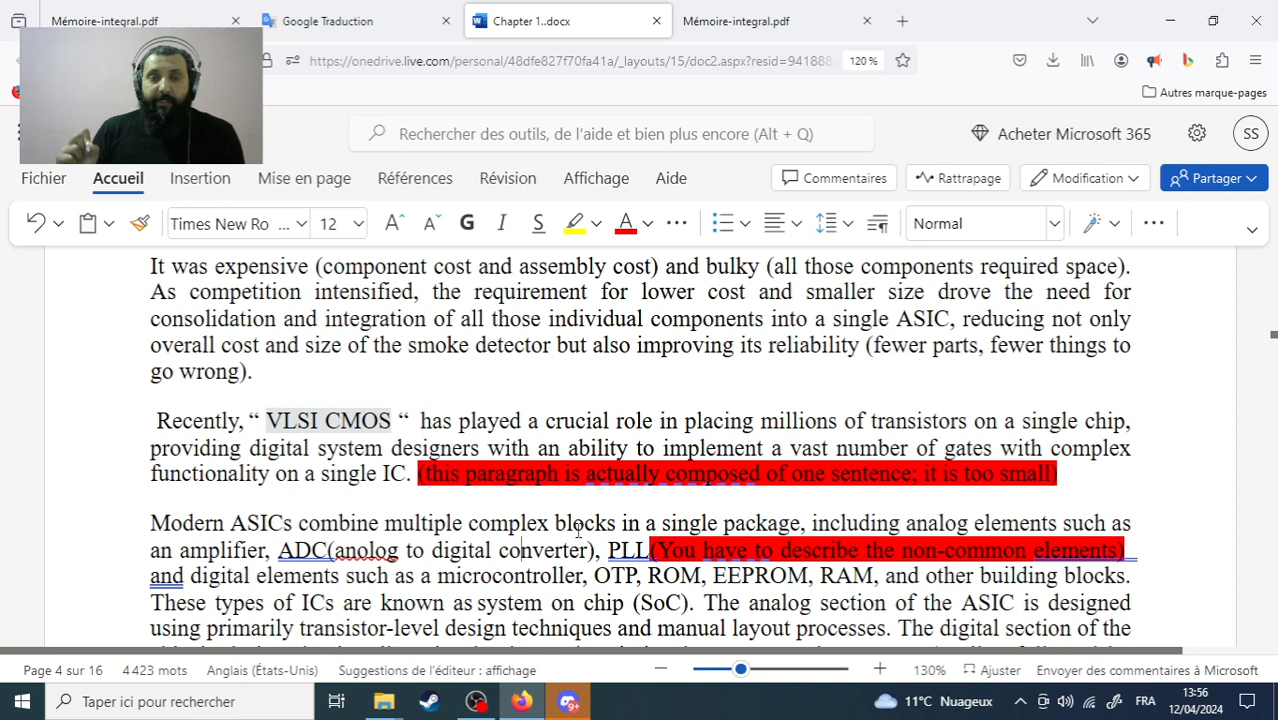 Mémoire-integral.pdf × Google Traduction × Chapter 1..docx × Mémoire-integral.pdf × +
https://onedrive.live.com/personal/48dfe827f70fa41a/_layouts/15/doc2.aspx?resid=941888 120 %
Autres marque-pages
Rechercher des outils, de l'aide et bien plus encore (Alt + Q) Acheter Microsoft 365 SS
Fichier Accueil Insertion Mise en page Références Révision Affichage Aide Commentaires Rattrapage Modification Partager
Times New Ro ... 12 A A G I S A ... Normal ...
It was expensive (component cost and assembly cost) and bulky (all those components required space).
As competition intensified, the requirement for lower cost and smaller size drove the need for
consolidation and integration of all those individual components into a single ASIC, reducing not only
overall cost and size of the smoke detector but also improving its reliability (fewer parts, fewer things to
go wrong).
Recently,“ VLSI CMOS “ has played a crucial role in placing millions of transistors on a single chip,
providing digital system designers with an ability to implement a vast number of gates with complex
functionality on a single IC. (this paragraph is actually composed of one sentence; it is too small)
Modern ASICs combine multiple complex blocks in a single package, including analog elements such as
an amplifier, ADC(anolog to digital converter), PLL(You have to describe the non-common elements)
and digital elements such as a microcontroller, OTP, ROM, EEPROM, RAM, and other building blocks.
These types of ICs are known as system on chip (SoC). The analog section of the ASIC is designed
using primarily transistor-level design techniques and manual layout processes. The digital section of the
Page 4 sur 16 4 423 mots Anglais (États-Unis) Suggestions de l'éditeur : affichage 130% Ajuster Envoyer des commentaires à Microsoft
Taper ici pour rechercher 9+ 11°C Nuageux FRA 13:56
12/04/2024